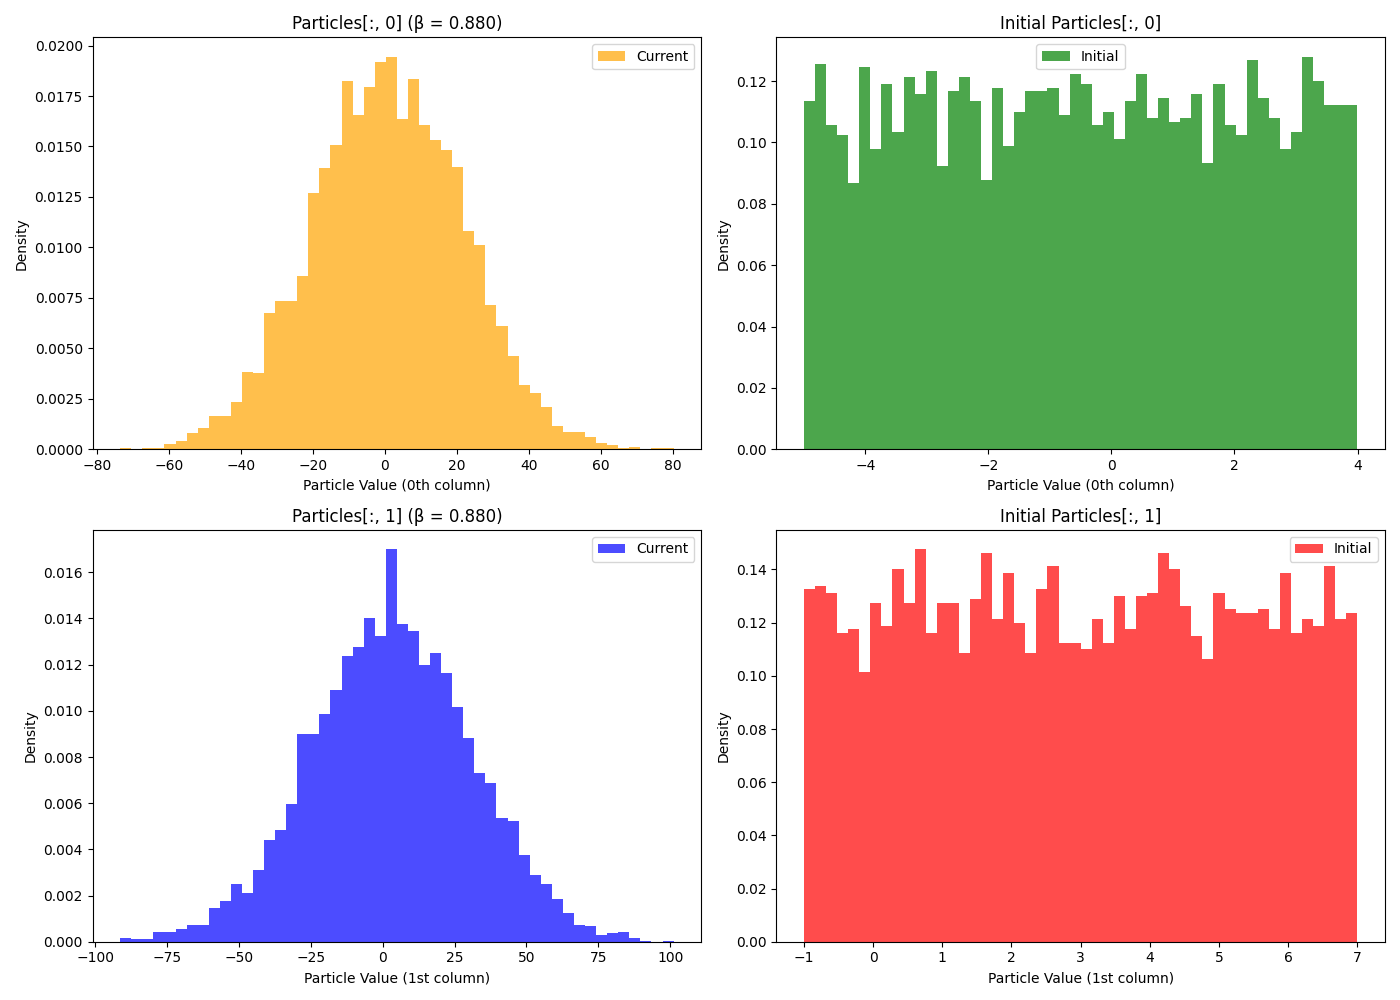 Particles[:, 0] (β = 0.880)
0.0200
0.0175
0.0150
0.0125
0.0100
0.0075
0.0050
0.0025
0.0000
Density
Current
−80 −60 −40 −20 0 20 40 60 80
Particle Value (0th column)
Initial Particles[:, 0]
0.12
0.10
0.08
0.06
0.04
0.02
0.00
Density
Initial
−4 −2 0 2 4
Particle Value (0th column)
Particles[:, 1] (β = 0.880)
0.016
0.014
0.012
0.010
0.008
0.006
0.004
0.002
0.000
Density
Current
−100 −75 −50 −25 0 25 50 75 100
Particle Value (1st column)
Initial Particles[:, 1]
0.14
0.12
0.10
0.08
0.06
0.04
0.02
0.00
Density
Initial
−1 0 1 2 3 4 5 6 7
Particle Value (1st column)